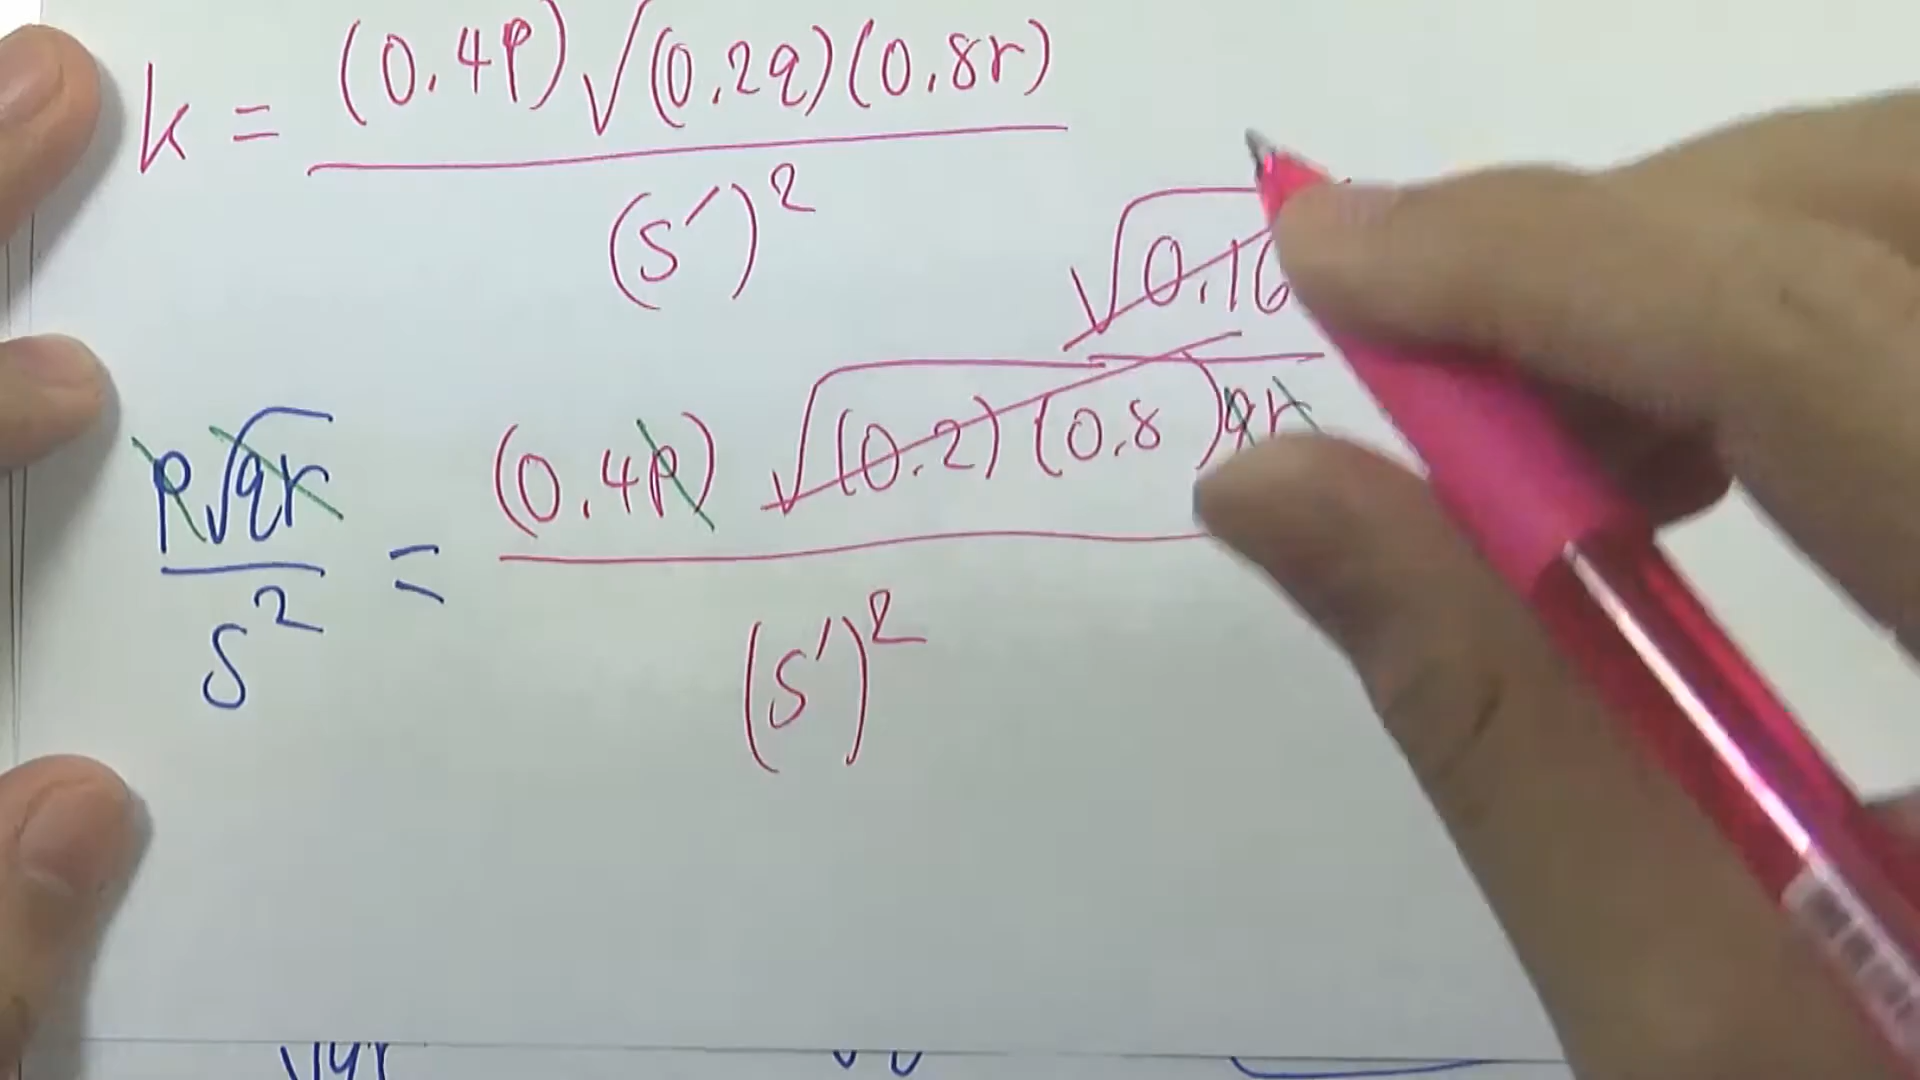 k = (0.4p)√(0.2q)(0.8r)
(s′)²
√0.16
p√qr = (0.4p) √(0.2)(0.8)qr
s² (s′)²